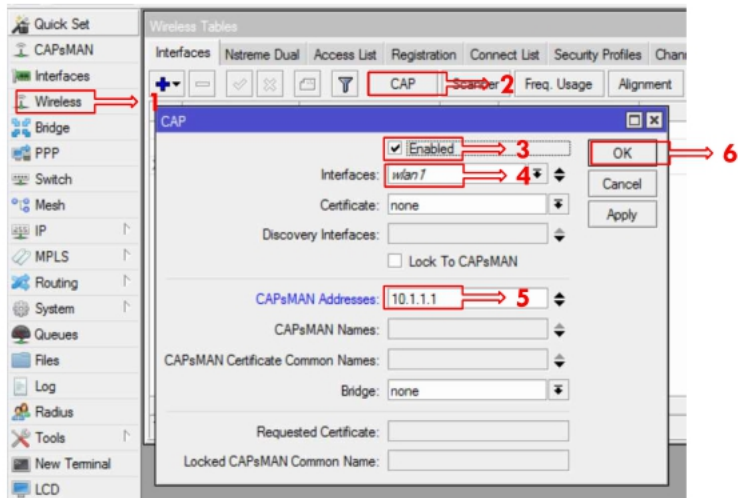 Quick Set
CAPsMAN
Interfaces
Wireless
Bridge
PPP
Switch
Mesh
IP
MPLS
Routing
System
Queues
Files
Log
Radius
Tools
New Terminal
LCD
Wireless Tables
Interfaces Nstreme Dual Access List Registration Connect List Security Profiles Chan
CAP Scanner 2 Freq. Usage Alignment
1
CAP
Enabled 3
Interfaces: wlan1 4
Certificate: none
Discovery Interfaces:
Lock To CAPsMAN
CAPsMAN Addresses: 10.1.1.1 5
CAPsMAN Names:
CAPsMAN Certificate Common Names:
Bridge: none
Requested Certificate:
Locked CAPsMAN Common Name:
OK 6
Cancel
Apply